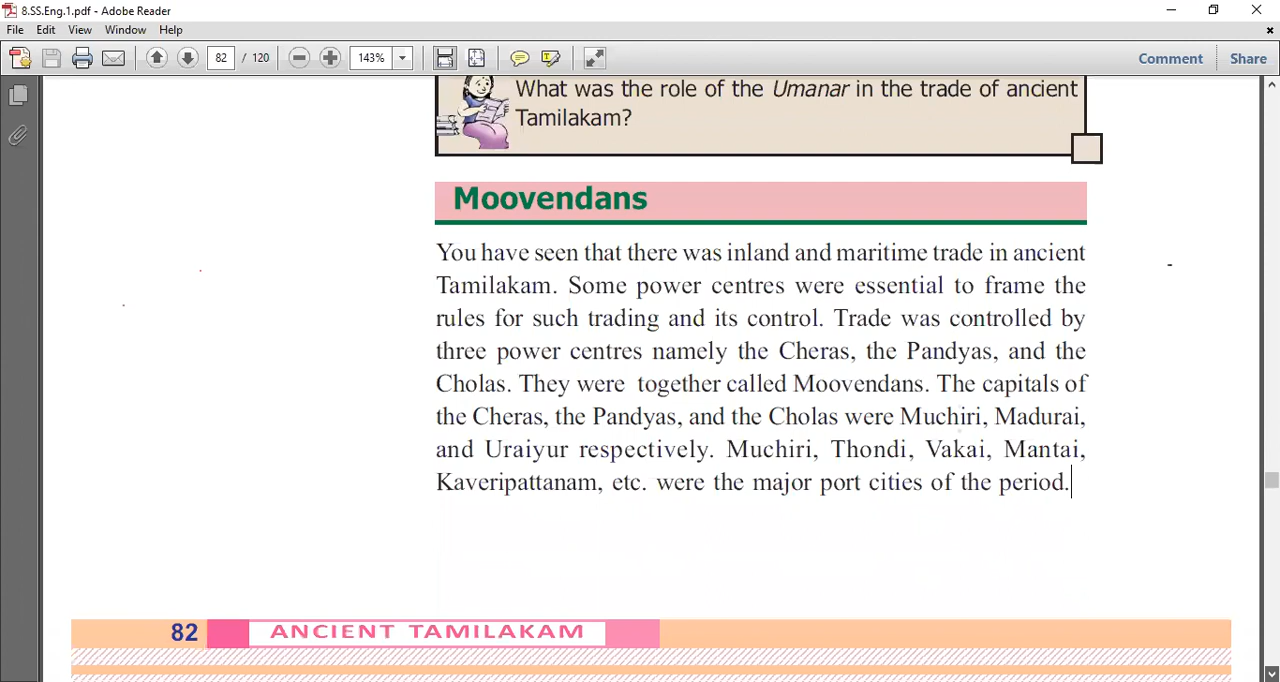 8.SS.Eng.1.pdf - Adobe Reader
File Edit View Window Help
82 / 120 143% Comment Share
What was the role of the Umanar in the trade of ancient
Tamilakam?
Moovendans
You have seen that there was inland and maritime trade in ancient
Tamilakam. Some power centres were essential to frame the
rules for such trading and its control. Trade was controlled by
three power centres namely the Cheras, the Pandyas, and the
Cholas. They were together called Moovendans. The capitals of
the Cheras, the Pandyas, and the Cholas were Muchiri, Madurai,
and Uraiyur respectively. Muchiri, Thondi, Vakai, Mantai,
Kaveripattanam, etc. were the major port cities of the period.
82 ANCIENT TAMILAKAM